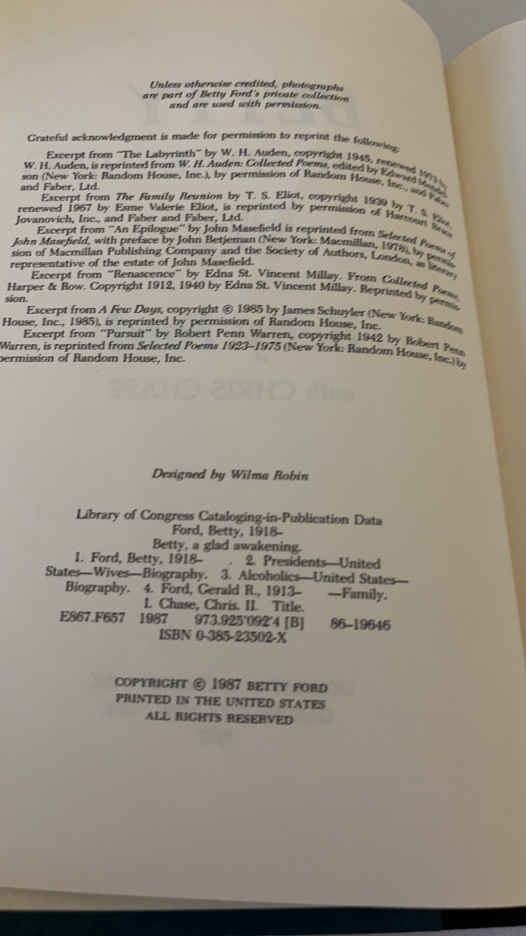 Unless otherwise credited, photographs
are part of Betty Ford's private collection
and are used with permission.
Grateful acknowledgment is made for permission to reprint the following:
Excerpt from "The Labyrinth" by W. H. Auden, copyright 1945, renewed 1973 by
W. H. Auden, is reprinted from W. H. Auden: Collected Poems, edited by Edward Mendel-
son (New York: Random House, Inc.), by permission of Random House, Inc., and Faber
and Faber, Ltd.
Excerpt from The Family Reunion by T. S. Eliot, copyright 1939 by T. S. Eliot,
renewed 1967 by Esme Valerie Eliot, is reprinted by permission of Harcourt Brace
Jovanovich, Inc., and Faber and Faber, Ltd.
Excerpt from "An Epilogue" by John Masefield is reprinted from Selected Poems of
John Masefield, with preface by John Betjeman (New York: Macmillan, 1978), by permis-
sion of Macmillan Publishing Company and the Society of Authors, London, as literary
representative of the estate of John Masefield.
Excerpt from "Renascence" by Edna St. Vincent Millay. From Collected Poems,
Harper & Row. Copyright 1912, 1940 by Edna St. Vincent Millay. Reprinted by permis-
sion.
Excerpt from A Few Days, copyright © 1985 by James Schuyler (New York: Random
House, Inc., 1985), is reprinted by permission of Random House, Inc.
Excerpt from "Pursuit" by Robert Penn Warren, copyright 1942 by Robert Penn
Warren, is reprinted from Selected Poems 1923–1975 (New York: Random House, Inc.) by
permission of Random House, Inc.
Designed by Wilma Robin
Library of Congress Cataloging-in-Publication Data
Ford, Betty, 1918–
Betty, a glad awakening.
1. Ford, Betty, 1918– . 2. Presidents—United
States—Wives—Biography. 3. Alcoholics—United States—
Biography. 4. Ford, Gerald R., 1913– —Family.
I. Chase, Chris. II. Title.
E867.F657 1987 973.925'092'4 [B] 86-19646
ISBN 0-385-23502-X
COPYRIGHT © 1987 BETTY FORD
PRINTED IN THE UNITED STATES
ALL RIGHTS RESERVED